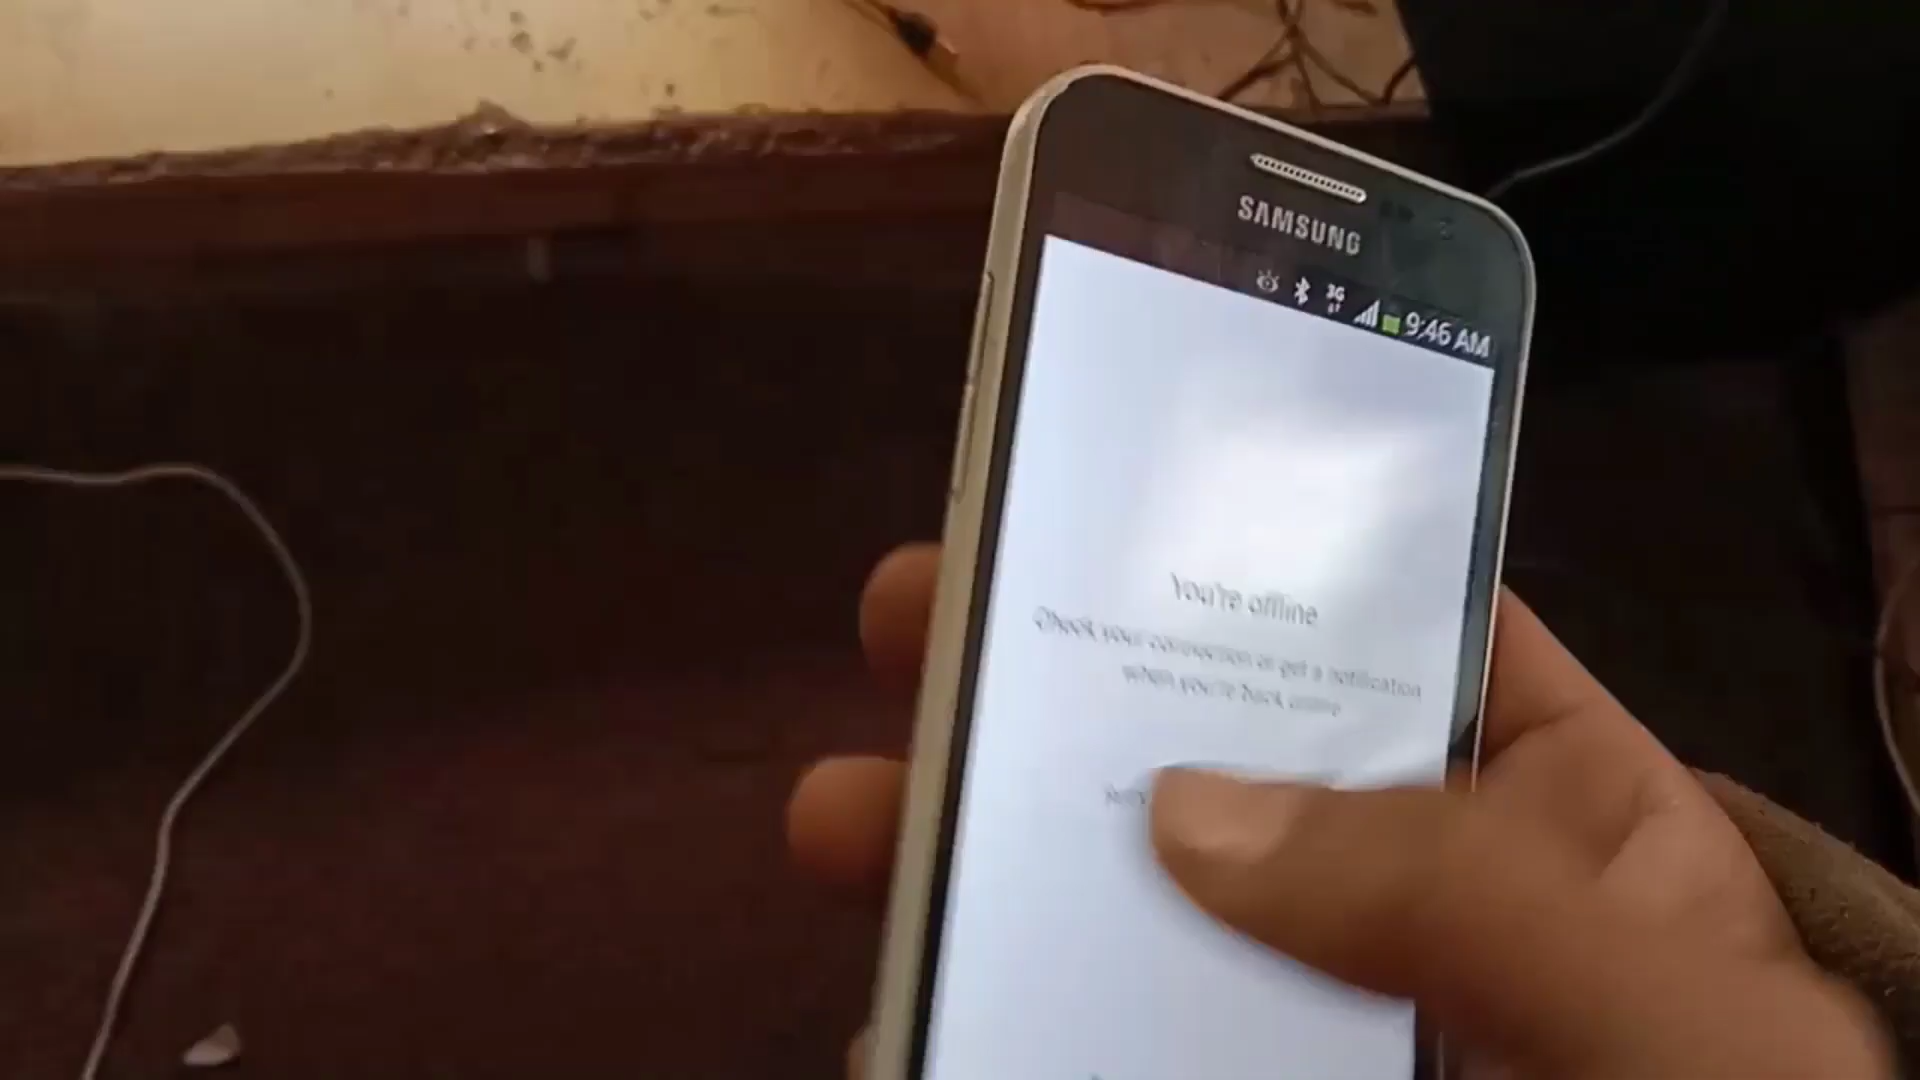 SAMSUNG
3G 9:46 AM
You're offline
Check your connection or get a notification
when you're back online